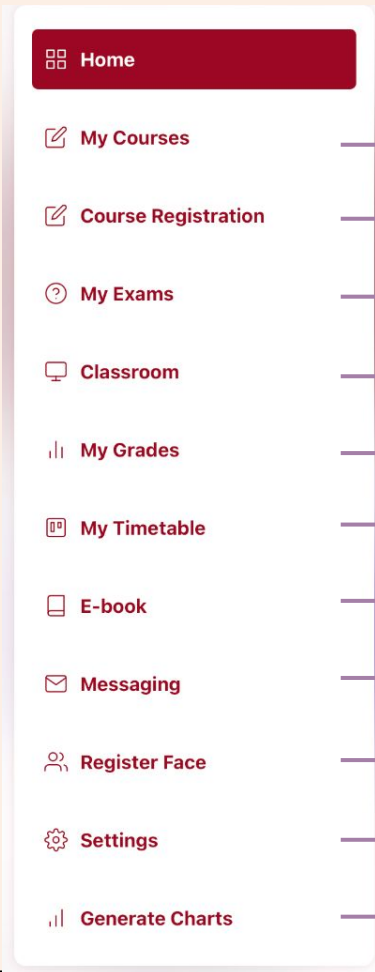 Home
My Courses
Course Registration
My Exams
Classroom
My Grades
My Timetable
E-book
Messaging
Register Face
Settings
Generate Charts